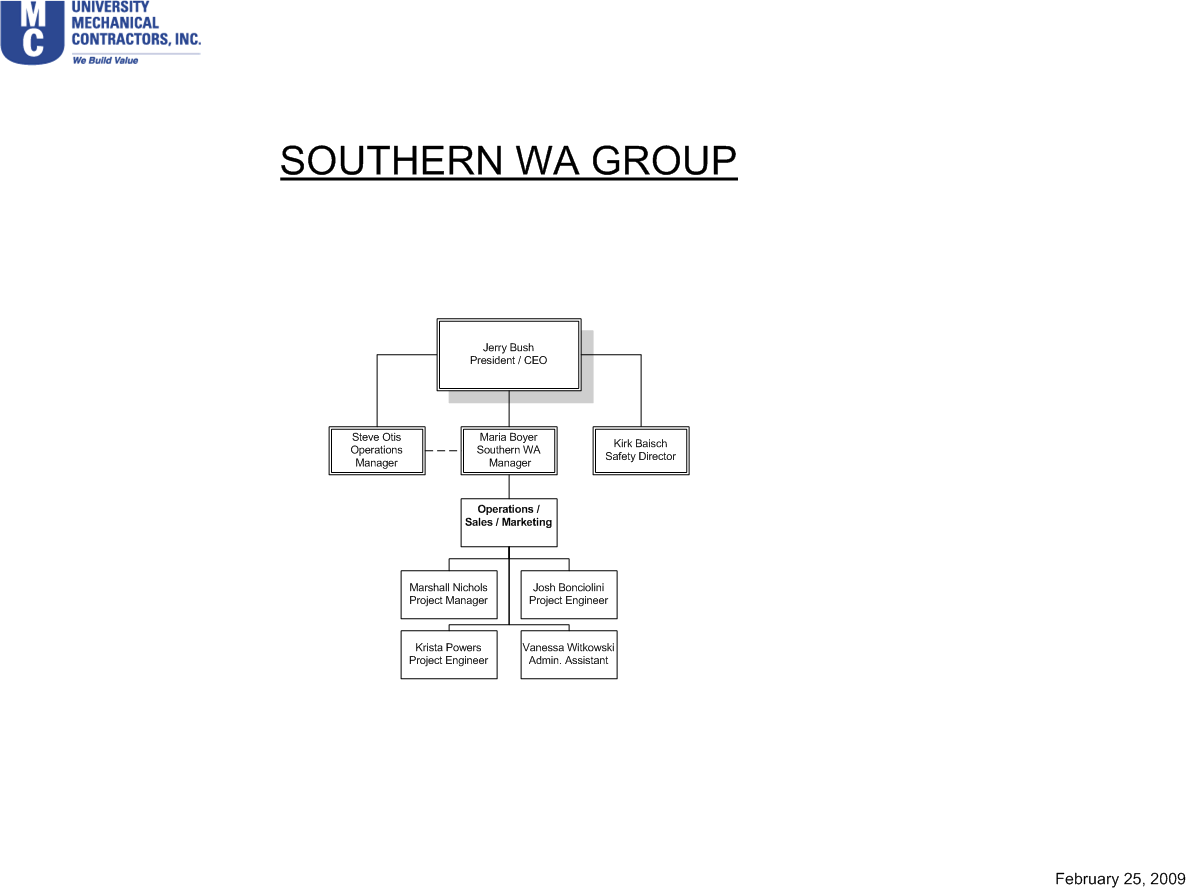 M
C
UNIVERSITY
MECHANICAL
CONTRACTORS, INC.
We Build Value
SOUTHERN WA GROUP
Jerry Bush
President / CEO
Steve Otis
Operations
Manager
Maria Boyer
Southern WA
Manager
Kirk Baisch
Safety Director
Operations /
Sales / Marketing
Marshall Nichols
Project Manager
Josh Bonciolini
Project Engineer
Krista Powers
Project Engineer
Vanessa Witkowski
Admin. Assistant
February 25, 2009